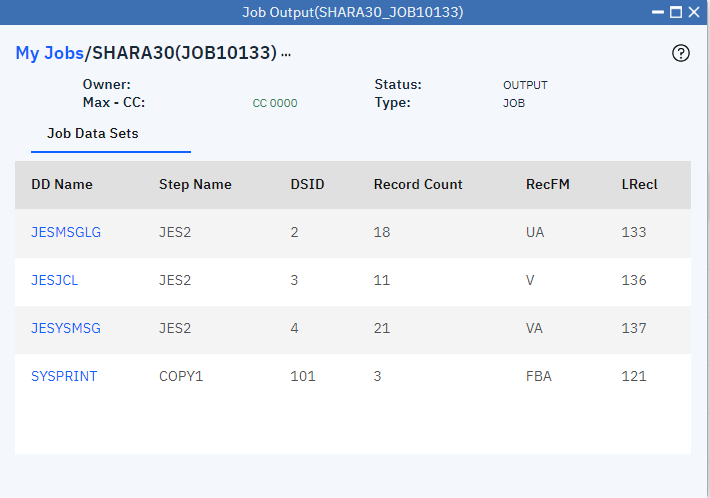 Job Output(SHARA30_JOB10133)
My Jobs/SHARA30(JOB10133) ...
Owner: Status: OUTPUT
Max - CC: CC 0000 Type: JOB
Job Data Sets
DD Name Step Name DSID Record Count RecFM LRecl
JESMSGLG JES2 2 18 UA 133
JESJCL JES2 3 11 V 136
JESYSMSG JES2 4 21 VA 137
SYSPRINT COPY1 101 3 FBA 121